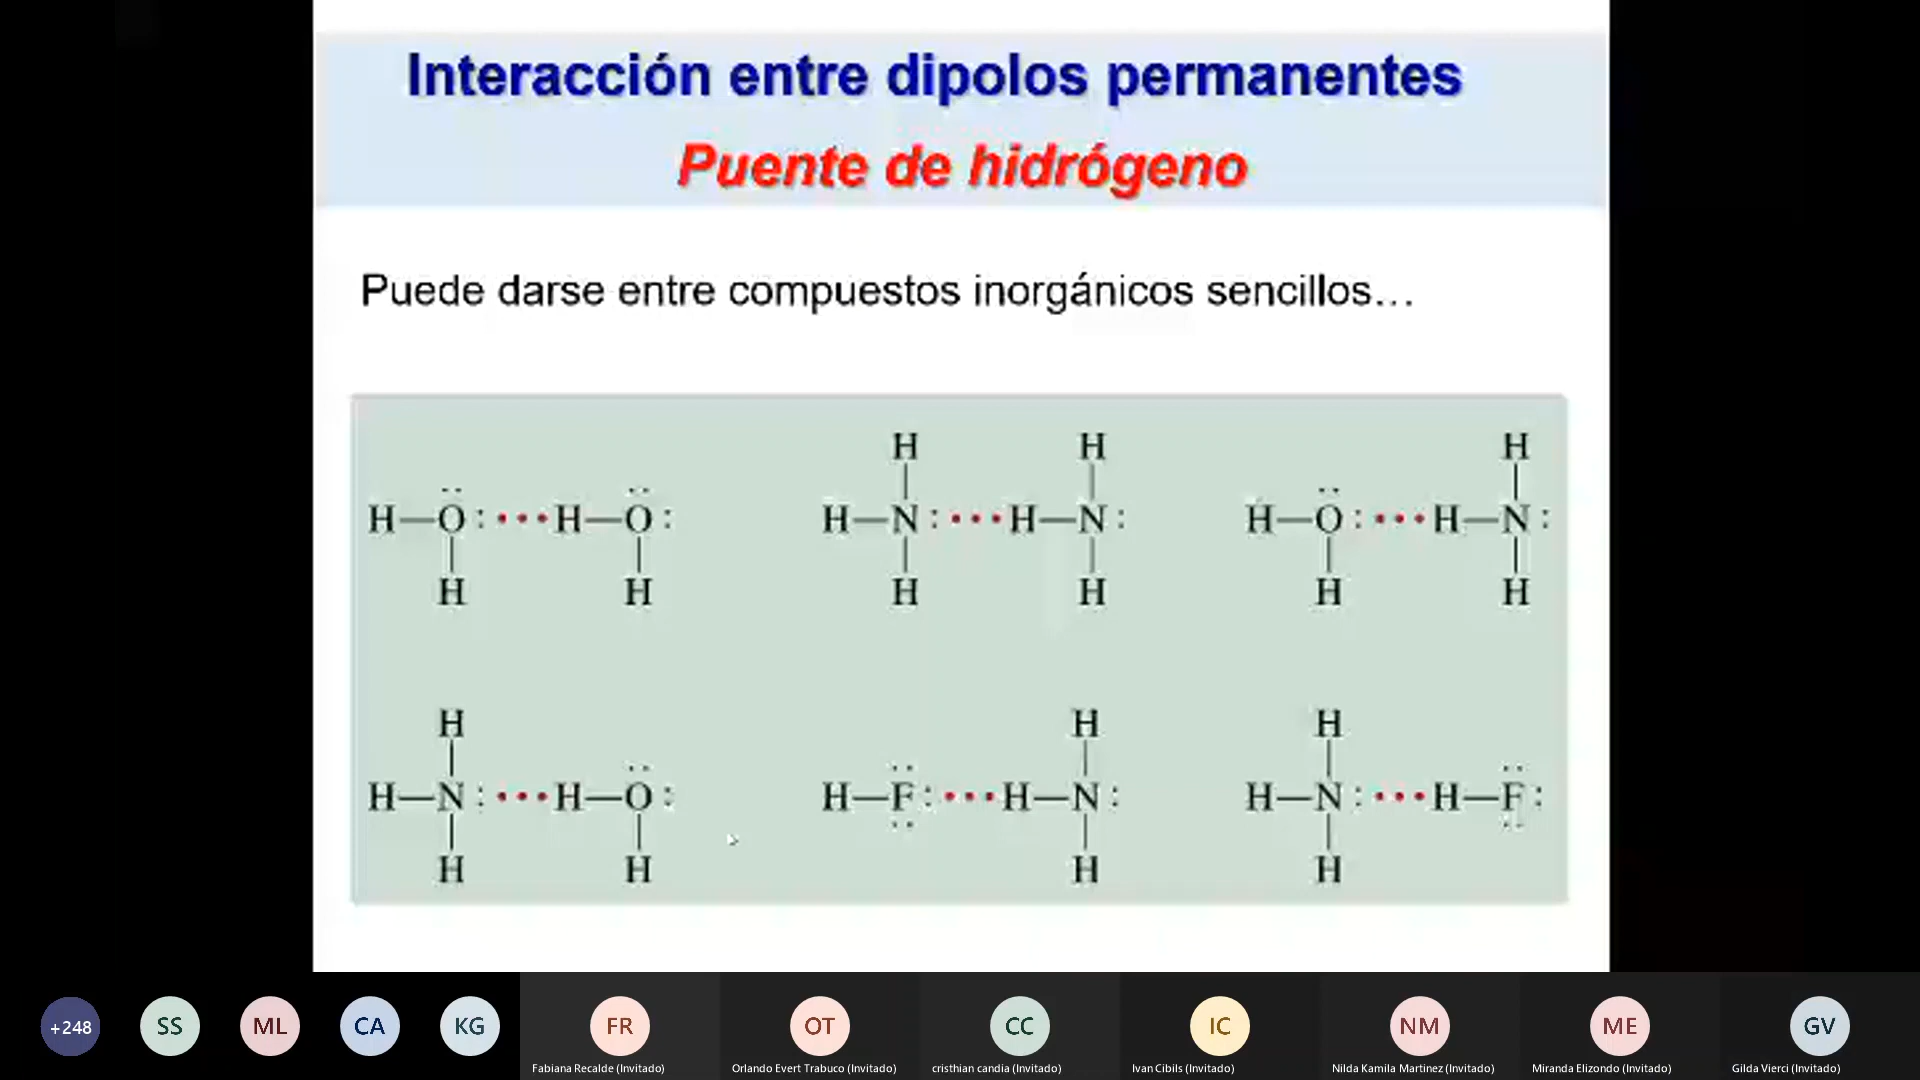 Interacción entre dipolos permanentes
Puente de hidrógeno
Puede darse entre compuestos inorgánicos sencillos…
H H H
H—O:•••H—O: H—N:•••H—N: H—O:•••H—N:
H H H H H H
H H H
H—N:•••H—O: H—F:•••H—N: H—N:•••H—F:
H H H H
+248 SS ML CA KG FR OT CC IC NM ME GV
Fabiana Recalde (Invitado) Orlando Evert Trabuco (Invitado) cristhian candia (Invitado) Ivan Cibils (Invitado) Nilda Kamila Martinez (Invitado) Miranda Elizondo (Invitado) Gilda Vierci (Invitado)